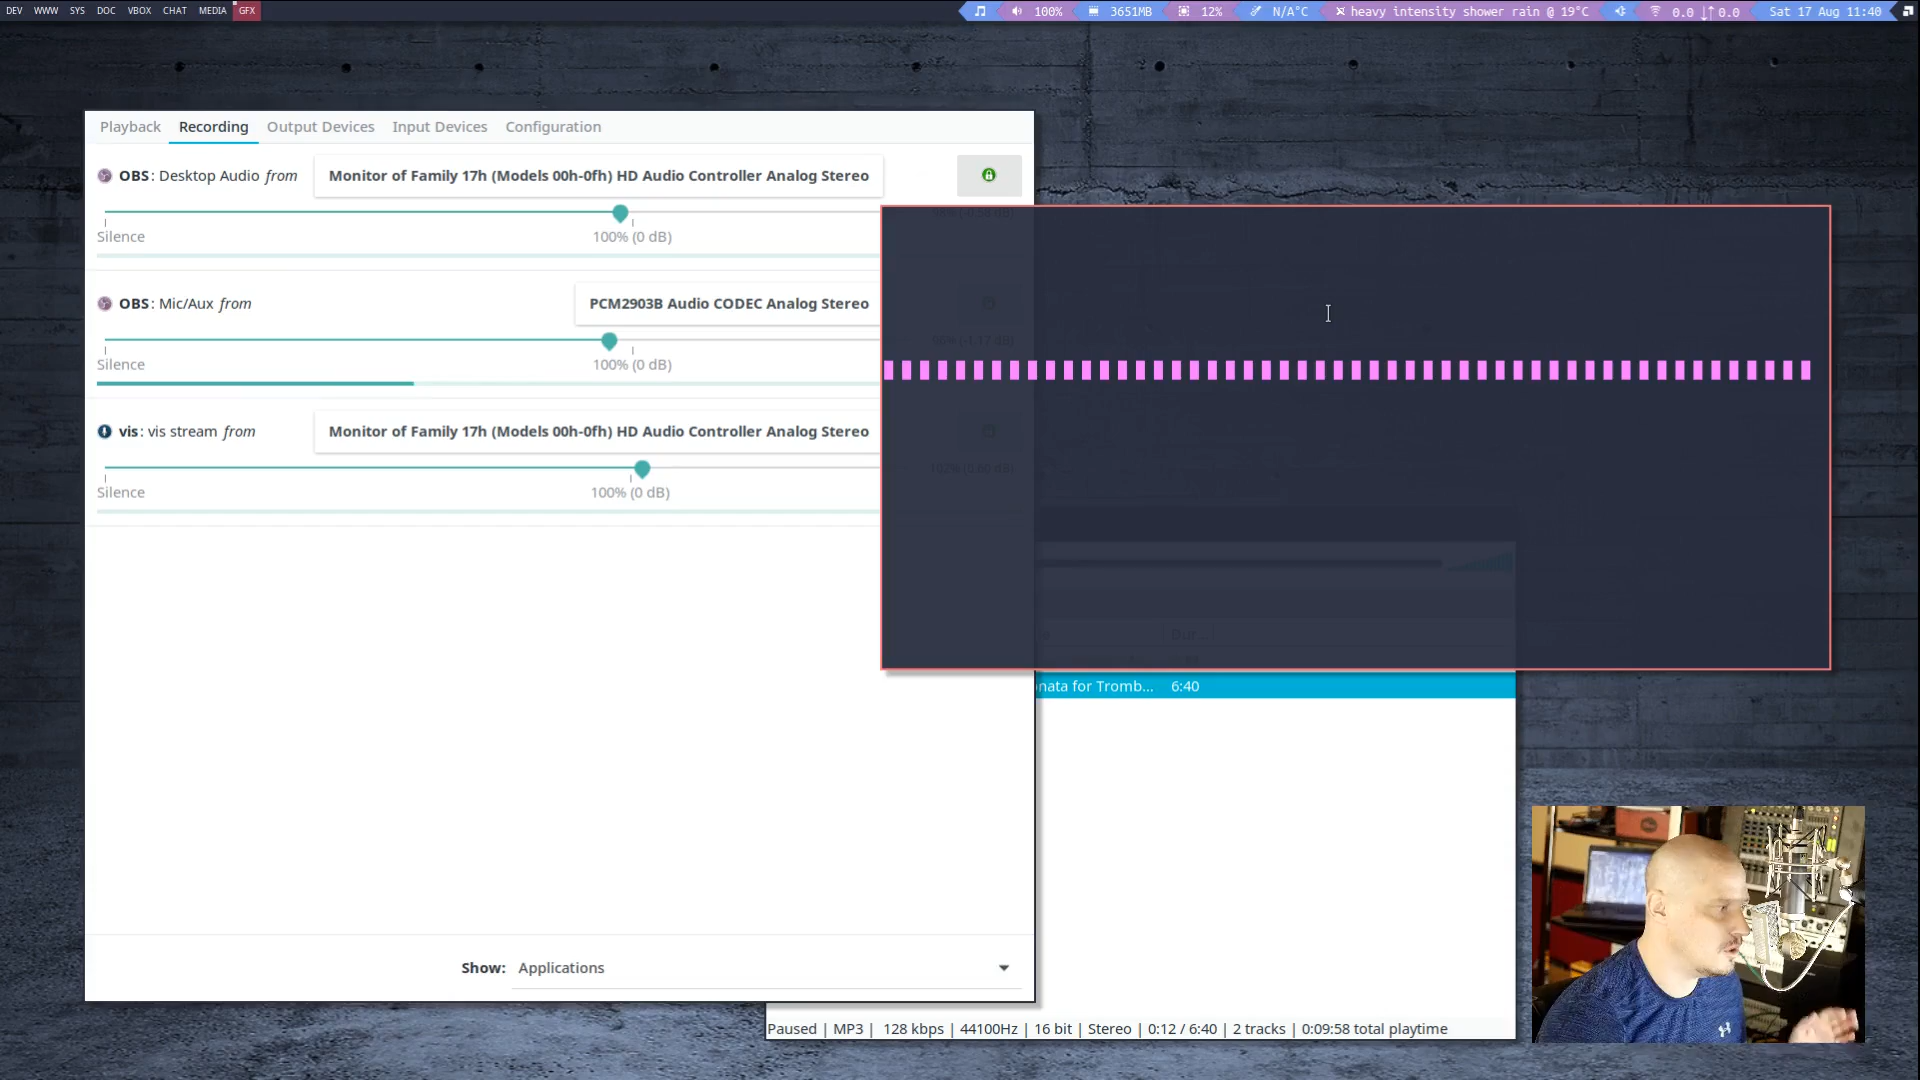 DEV WWW SYS DOC VBOX CHAT MEDIA GFX
100% 3651MB 12% N/A°C heavy intensity shower rain @ 19°C 0.0 ↓↑ 0.0 Sat 17 Aug 11:40
Playback Recording Output Devices Input Devices Configuration
OBS: Desktop Audio from Monitor of Family 17h (Models 00h-0fh) HD Audio Controller Analog Stereo
Silence 100% (0 dB)
OBS: Mic/Aux from PCM2903B Audio CODEC Analog Stereo
Silence 100% (0 dB)
vis: vis stream from Monitor of Family 17h (Models 00h-0fh) HD Audio Controller Analog Stereo
Silence 100% (0 dB)
onata for Tromb... 6:40
Show: Applications
Paused | MP3 | 128 kbps | 44100Hz | 16 bit | Stereo | 0:12 / 6:40 | 2 tracks | 0:09:58 total playtime